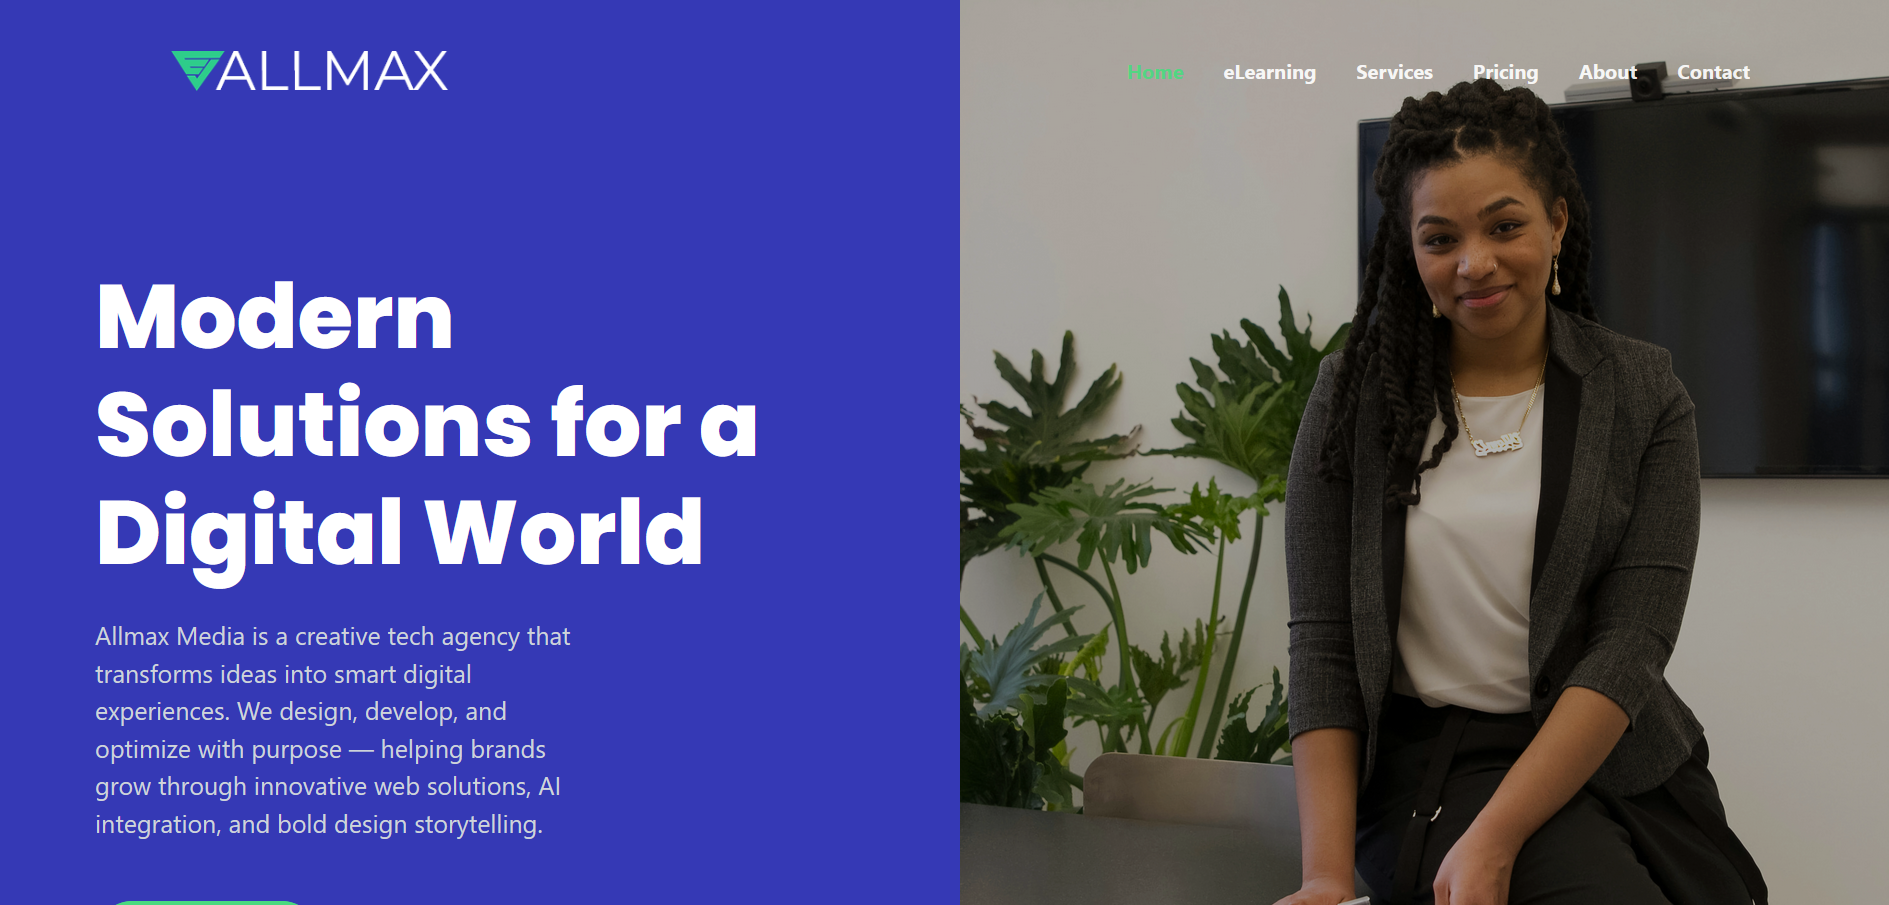 ALLMAX
Home eLearning Services Pricing About Contact
Modern
Solutions for a
Digital World
Allmax Media is a creative tech agency that
transforms ideas into smart digital
experiences. We design, develop, and
optimize with purpose — helping brands
grow through innovative web solutions, AI
integration, and bold design storytelling.